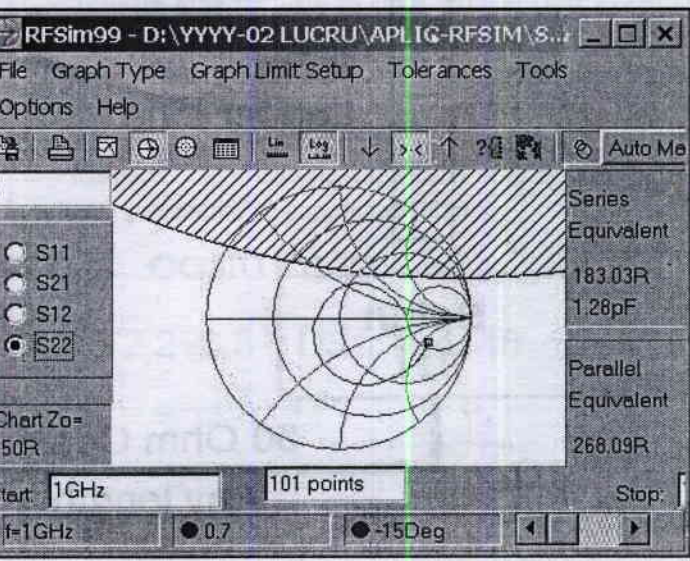 RFSim99 - D:\YYYY-02 LUCRU\APLIC-RFSIM\S...
File Graph Type Graph Limit Setup Tolerances Tools
Options Help
Lin Log Auto Me
S11
S21
S12
S22
Chart Zo=
50R
Series
Equivalent
183.03R
1.28pF
Parallel
Equivalent
268.09R
Start: 1GHz 101 points Stop:
f=1GHz 0.7 -15Deg